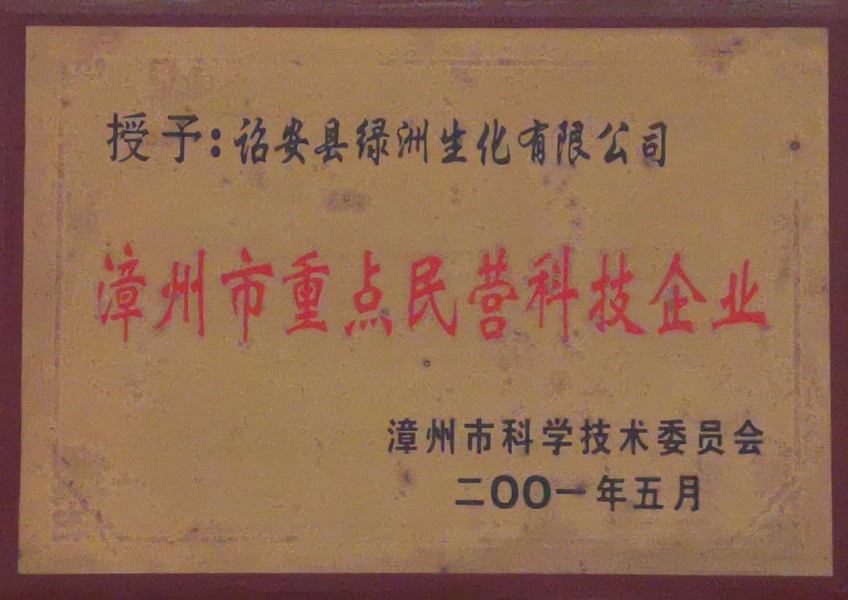 授予:诏安县绿洲生化有限公司
漳州市重点民营科技企业
漳州市科学技术委员会
二OO一年五月